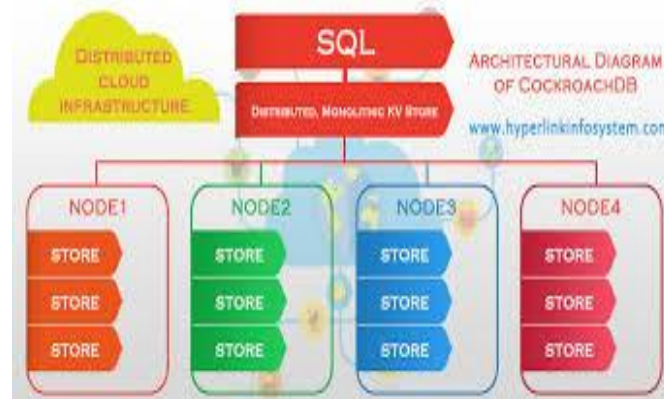 DISTRIBUTED
CLOUD
INFRASTRUCTURE
SQL
DISTRIBUTED, MONOLITHIC KV STORE
ARCHITECTURAL DIAGRAM
OF COCKROACHDB
www.hyperlinkinfosystem.com
NODE1
STORE
STORE
STORE
NODE2
STORE
STORE
STORE
NODE3
STORE
STORE
STORE
NODE4
STORE
STORE
STORE